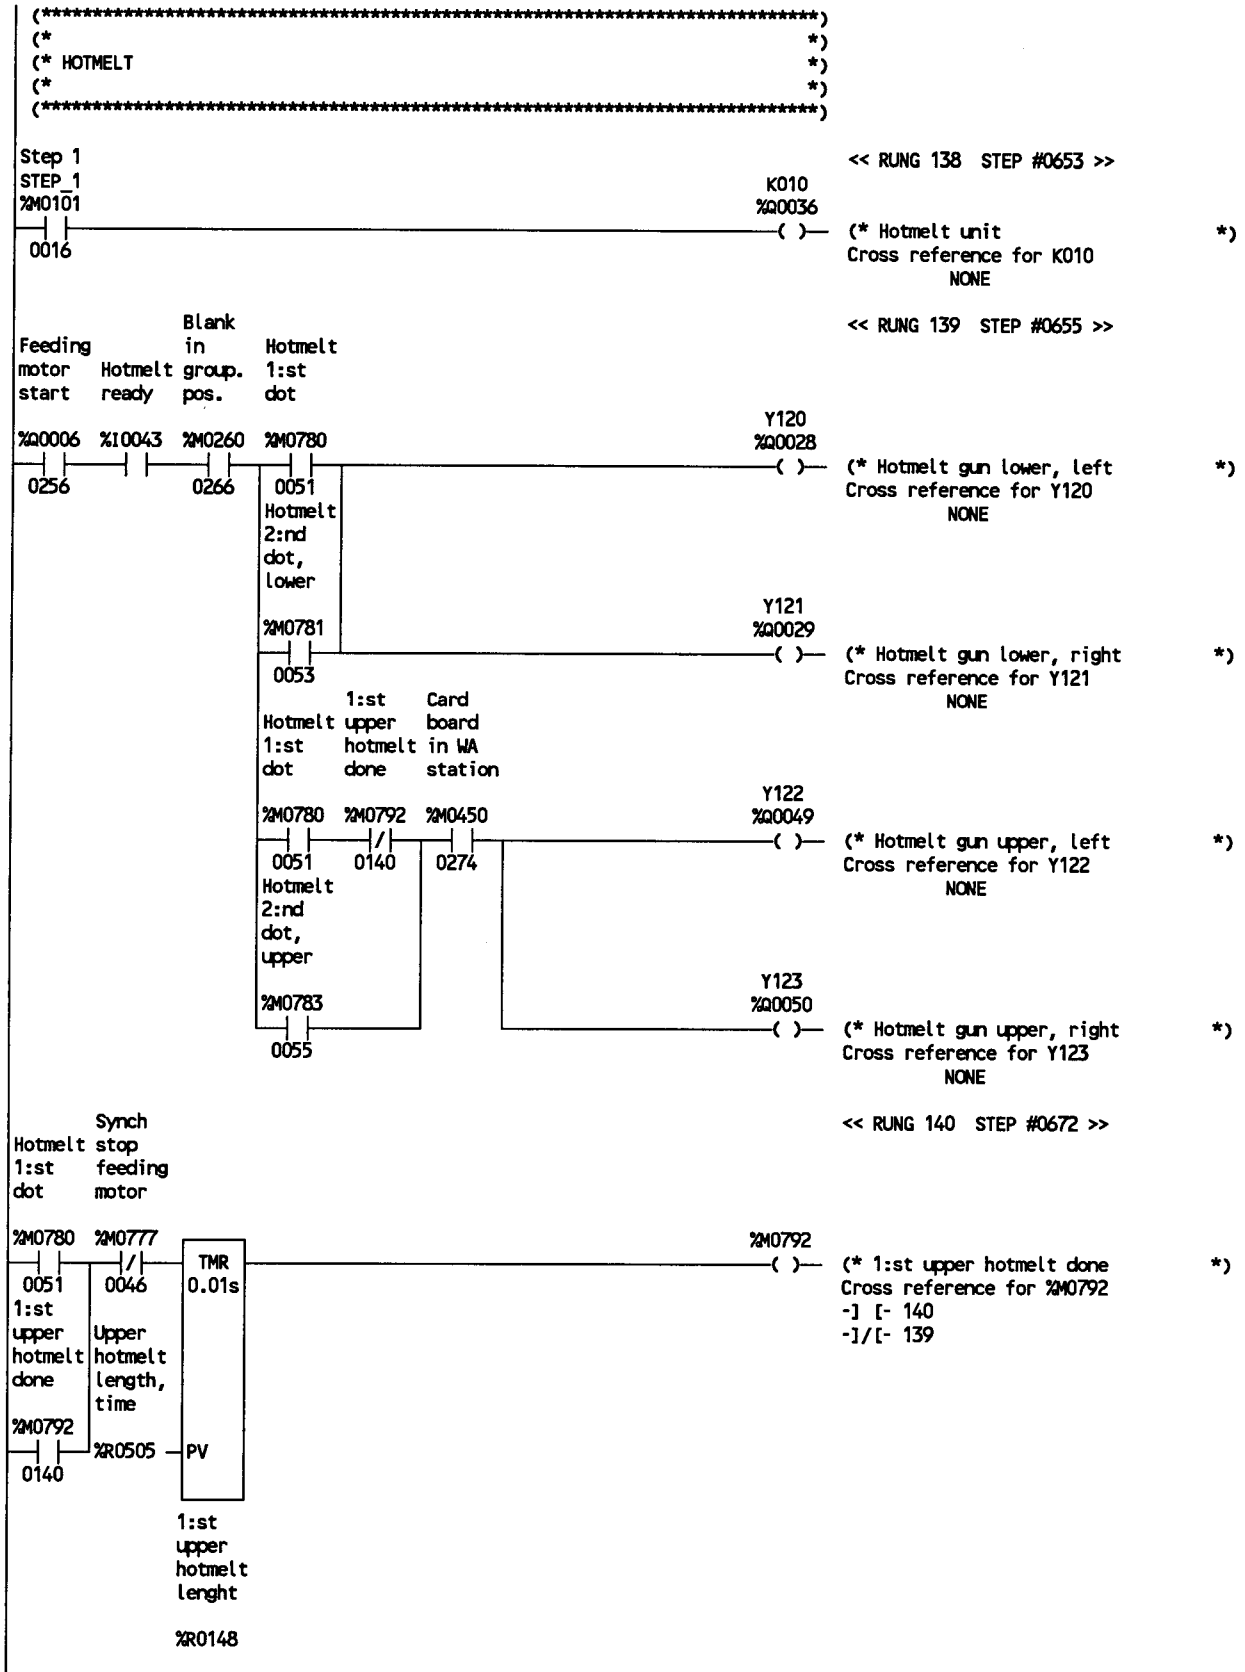 (****************************************************************************)
(* *)
(* HOTMELT *)
(* *)
(****************************************************************************)
Step 1
STEP_1
%M0101
0016
<< RUNG 138 STEP #0653 >>
K010
%Q0036
( )
(* Hotmelt unit *)
Cross reference for K010
NONE
<< RUNG 139 STEP #0655 >>
Feeding
motor
start
%Q0006
0256
Hotmelt
ready
%I0043
Blank
in
group.
pos.
%M0260
0266
Hotmelt
1:st
dot
%M0780
0051
Y120
%Q0028
( )
(* Hotmelt gun lower, left *)
Cross reference for Y120
NONE
Hotmelt
2:nd
dot,
lower
%M0781
0053
Y121
%Q0029
( )
(* Hotmelt gun lower, right *)
Cross reference for Y121
NONE
Hotmelt
1:st
dot
%M0780
0051
1:st
upper
hotmelt
done
%M0792
/
0140
Card
board
in WA
station
%M0450
0274
Y122
%Q0049
( )
(* Hotmelt gun upper, left *)
Cross reference for Y122
NONE
Hotmelt
2:nd
dot,
upper
%M0783
0055
Y123
%Q0050
( )
(* Hotmelt gun upper, right *)
Cross reference for Y123
NONE
<< RUNG 140 STEP #0672 >>
Hotmelt
1:st
dot
%M0780
0051
Synch
stop
feeding
motor
%M0777
/
0046
TMR
0.01s
%M0792
( )
(* 1:st upper hotmelt done *)
Cross reference for %M0792
-] [- 140
-]/[- 139
1:st
upper
hotmelt
done
%M0792
0140
Upper
hotmelt
length,
time
%R0505
PV
1:st
upper
hotmelt
lenght
%R0148